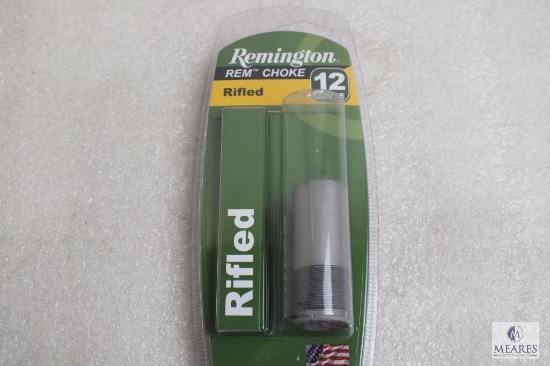 Remington®
REM™ CHOKE
12
Rifled
Rifled
MEARES